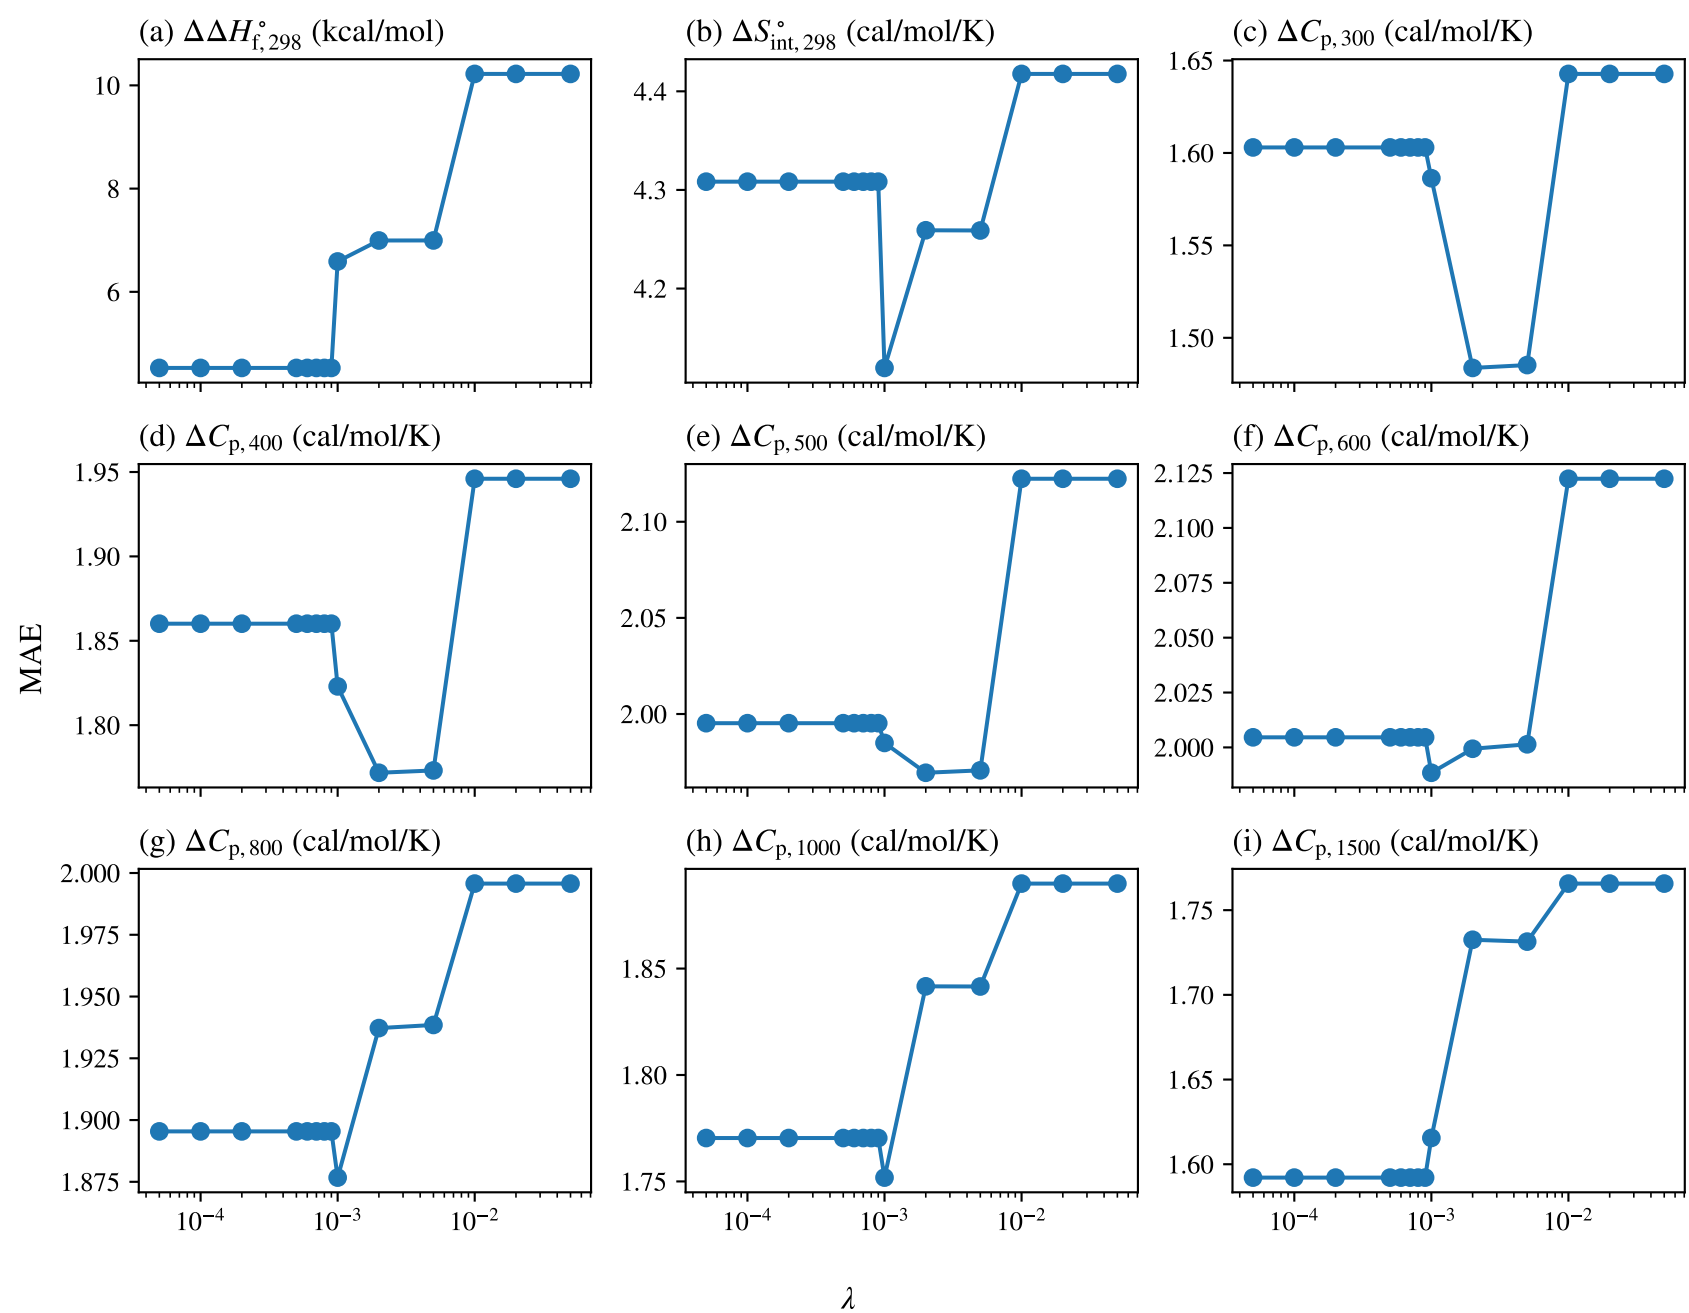 (a) ΔΔH°f, 298 (kcal/mol)
(b) ΔS°int, 298 (cal/mol/K)
(c) ΔCp, 300 (cal/mol/K)
10
8
6
4.4
4.3
4.2
1.65
1.60
1.55
1.50
(d) ΔCp, 400 (cal/mol/K)
(e) ΔCp, 500 (cal/mol/K)
(f) ΔCp, 600 (cal/mol/K)
1.95
1.90
1.85
1.80
2.10
2.05
2.00
2.125
2.100
2.075
2.050
2.025
2.000
MAE
(g) ΔCp, 800 (cal/mol/K)
(h) ΔCp, 1000 (cal/mol/K)
(i) ΔCp, 1500 (cal/mol/K)
2.000
1.975
1.950
1.925
1.900
1.875
1.85
1.80
1.75
1.75
1.70
1.65
1.60
10⁻⁴ 10⁻³ 10⁻²
10⁻⁴ 10⁻³ 10⁻²
10⁻⁴ 10⁻³ 10⁻²
λ